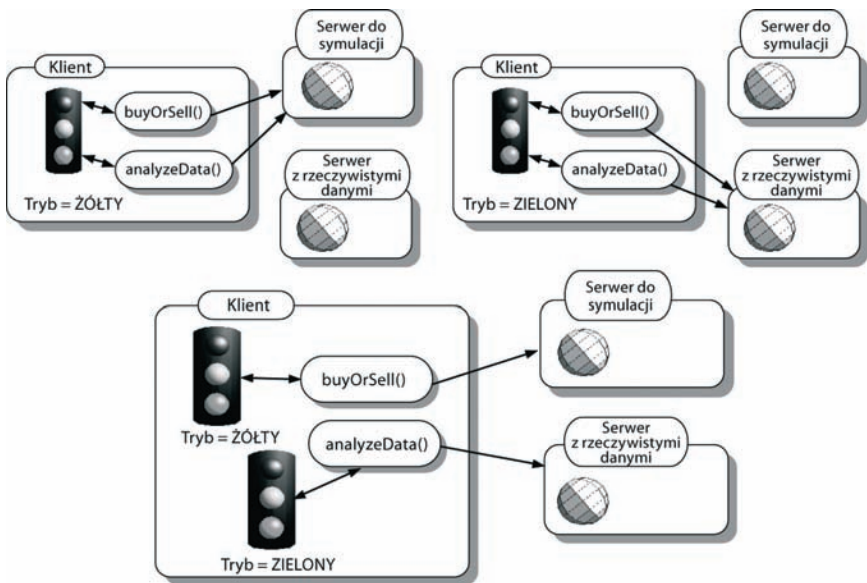 Serwer do
symulacji
Klient
buyOrSell()
analyzeData()
Tryb = ŻÓŁTY
Serwer
z rzeczywistymi
danymi
Serwer do
symulacji
Klient
buyOrSell()
analyzeData()
Tryb = ZIELONY
Serwer
z rzeczywistymi
danymi
Klient
Serwer do
symulacji
buyOrSell()
Tryb = ŻÓŁTY
analyzeData()
Serwer
z rzeczywistymi
danymi
Tryb = ZIELONY